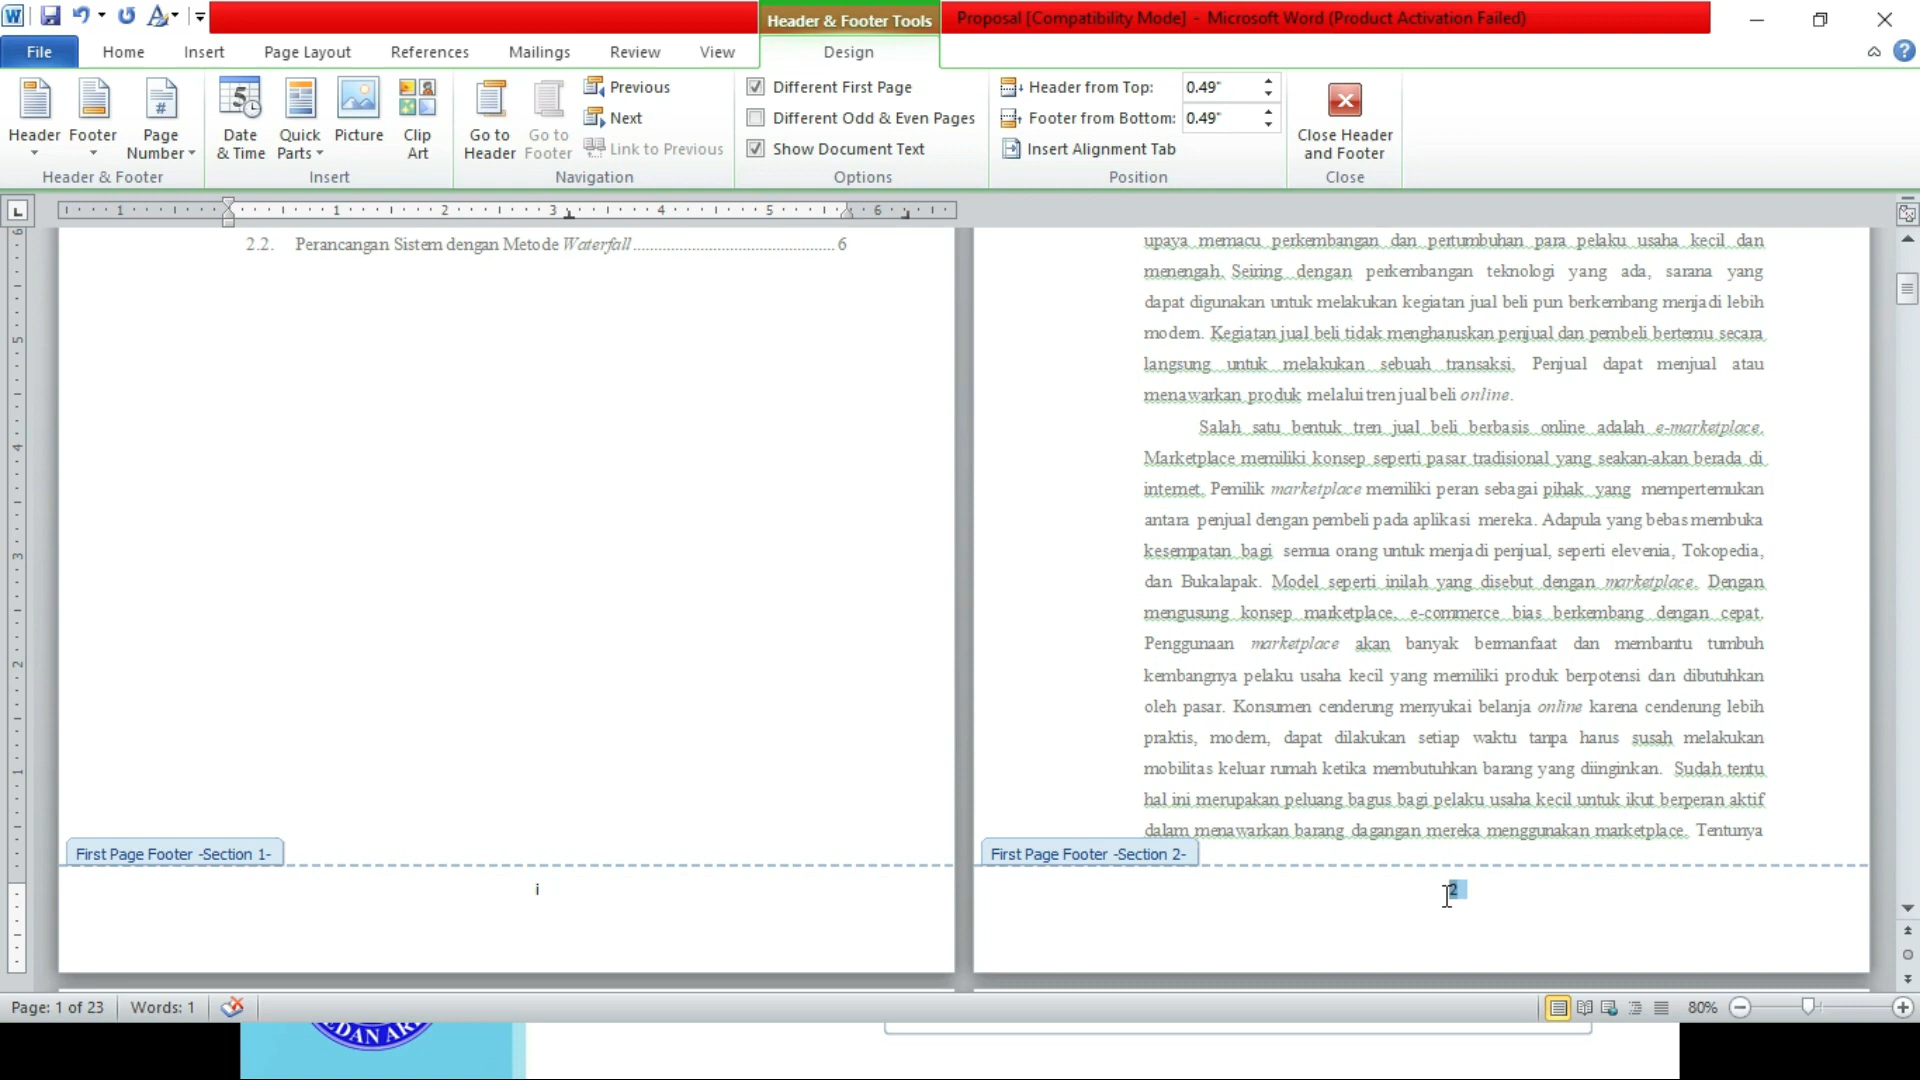 Header & Footer Tools
Proposal [Compatibility Mode] - Microsoft Word (Product Activation Failed)
File Home Insert Page Layout References Mailings Review View Design
Header Footer Page Number
Header & Footer
Date & Time Quick Parts Picture Clip Art
Insert
Go to Header Go to Footer Previous Next Link to Previous
Navigation
Different First Page
Different Odd & Even Pages
Show Document Text
Options
Header from Top: 0.49"
Footer from Bottom: 0.49"
Insert Alignment Tab
Position
Close Header and Footer
Close
1 1 2 3 4 5 6
2.2. Perancangan Sistem dengan Metode Waterfall ............................................ 6
First Page Footer -Section 1-
i
upaya memacu perkembangan dan pertumbuhan para pelaku usaha kecil dan
menengah. Seiring dengan perkembangan teknologi yang ada, sarana yang
dapat digunakan untuk melakukan kegiatan jual beli pun berkembang menjadi lebih
modern. Kegiatan jual beli tidak mengharuskan penjual dan pembeli bertemu secara
langsung untuk melakukan sebuah transaksi. Penjual dapat menjual atau
menawarkan produk melalui tren jual beli online.
Salah satu bentuk tren jual beli berbasis online adalah e-marketplace.
Marketplace memiliki konsep seperti pasar tradisional yang seakan-akan berada di
internet. Pemilik marketplace memiliki peran sebagai pihak yang mempertemukan
antara penjual dengan pembeli pada aplikasi mereka. Adapula yang bebas membuka
kesempatan bagi semua orang untuk menjadi penjual, seperti elevenia, Tokopedia,
dan Bukalapak. Model seperti inilah yang disebut dengan marketplace. Dengan
mengusung konsep marketplace, e-commerce bias berkembang dengan cepat.
Penggunaan marketplace akan banyak bermanfaat dan membantu tumbuh
kembangnya pelaku usaha kecil yang memiliki produk berpotensi dan dibutuhkan
oleh pasar. Konsumen cenderung menyukai belanja online karena cenderung lebih
praktis, modern, dapat dilakukan setiap waktu tanpa harus susah melakukan
mobilitas keluar rumah ketika membutuhkan barang yang diinginkan. Sudah tentu
hal ini merupakan peluang bagus bagi pelaku usaha kecil untuk ikut berperan aktif
dalam menawarkan barang dagangan mereka menggunakan marketplace. Tentunya
First Page Footer -Section 2-
2
Page: 1 of 23 Words: 1 80%